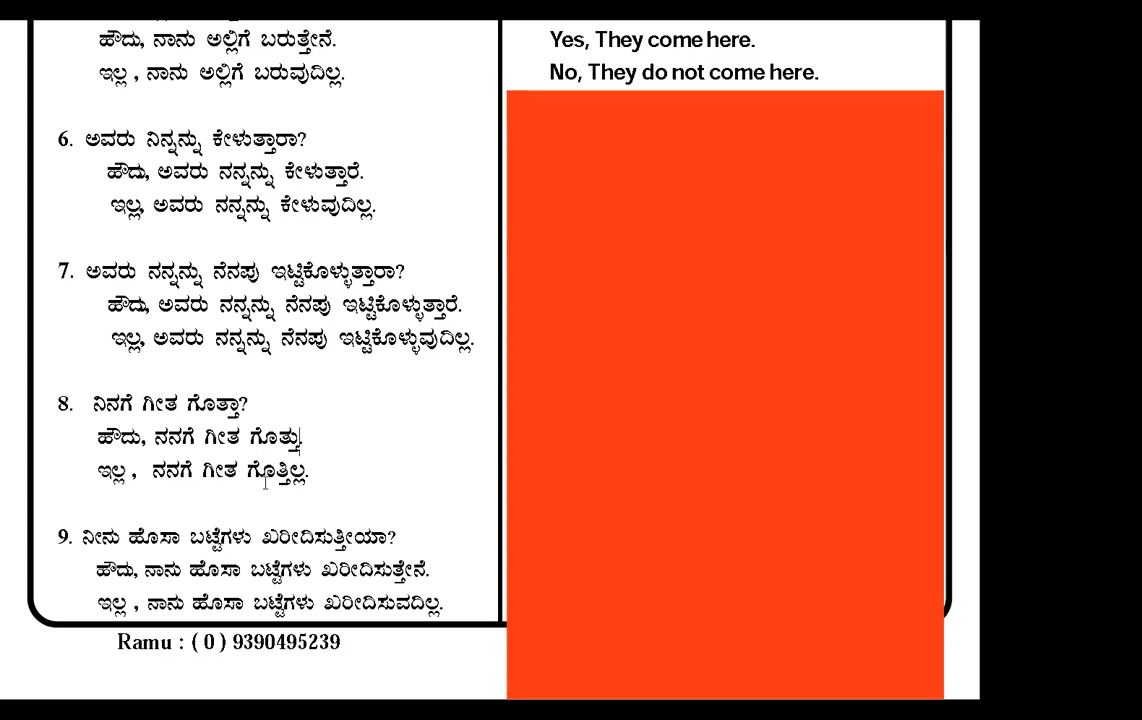 ಹೌದು, ನಾನು ಅಲ್ಲಿಗೆ ಬರುತ್ತೇನೆ.
ಇಲ್ಲ , ನಾನು ಅಲ್ಲಿಗೆ ಬರುವುದಿಲ್ಲ.
6. ಅವರು ನಿನ್ನನ್ನು ಕೇಳುತ್ತಾರಾ?
ಹೌದು, ಅವರು ನನ್ನನ್ನು ಕೇಳುತ್ತಾರೆ.
ಇಲ್ಲ, ಅವರು ನನ್ನನ್ನು ಕೇಳುವುದಿಲ್ಲ.
7. ಅವರು ನನ್ನನ್ನು ನೆನಪು ಇಟ್ಟಿಕೊಳ್ಳುತ್ತಾರಾ?
ಹೌದು, ಅವರು ನನ್ನನ್ನು ನೆನಪು ಇಟ್ಟಿಕೊಳ್ಳುತ್ತಾರೆ.
ಇಲ್ಲ, ಅವರು ನನ್ನನ್ನು ನೆನಪು ಇಟ್ಟಿಕೊಳ್ಳುವುದಿಲ್ಲ.
8. ನಿನಗೆ ಗೀತ ಗೊತ್ತಾ?
ಹೌದು, ನನಗೆ ಗೀತ ಗೊತ್ತು.
ಇಲ್ಲ , ನನಗೆ ಗೀತ ಗೊತ್ತಿಲ್ಲ.
9. ನೀನು ಹೊಸಾ ಬಟ್ಟೆಗಳು ಖರೀದಿಸುತ್ತೀಯಾ?
ಹೌದು, ನಾನು ಹೊಸಾ ಬಟ್ಟೆಗಳು ಖರೀದಿಸುತ್ತೇನೆ.
ಇಲ್ಲ , ನಾನು ಹೊಸಾ ಬಟ್ಟೆಗಳು ಖರೀದಿಸುವದಿಲ್ಲ.
Ramu : ( 0 ) 9390495239
Yes, They come here.
No, They do not come here.